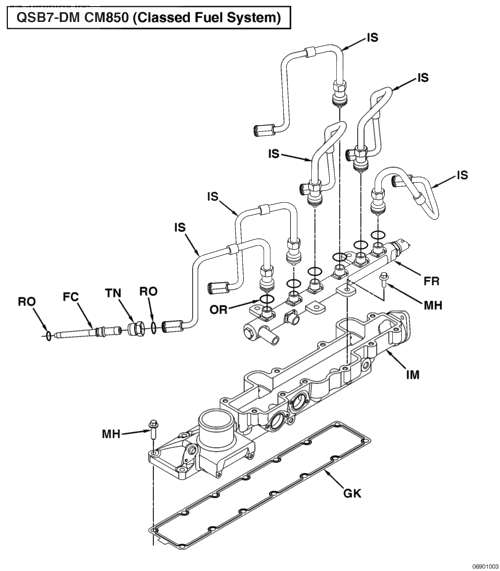 QSB7-DM CM850 (Classed Fuel System)
IS
IS
IS
IS
IS
IS
RO
FC
TN
RO
OR
FR
MH
IM
MH
GK
06901003